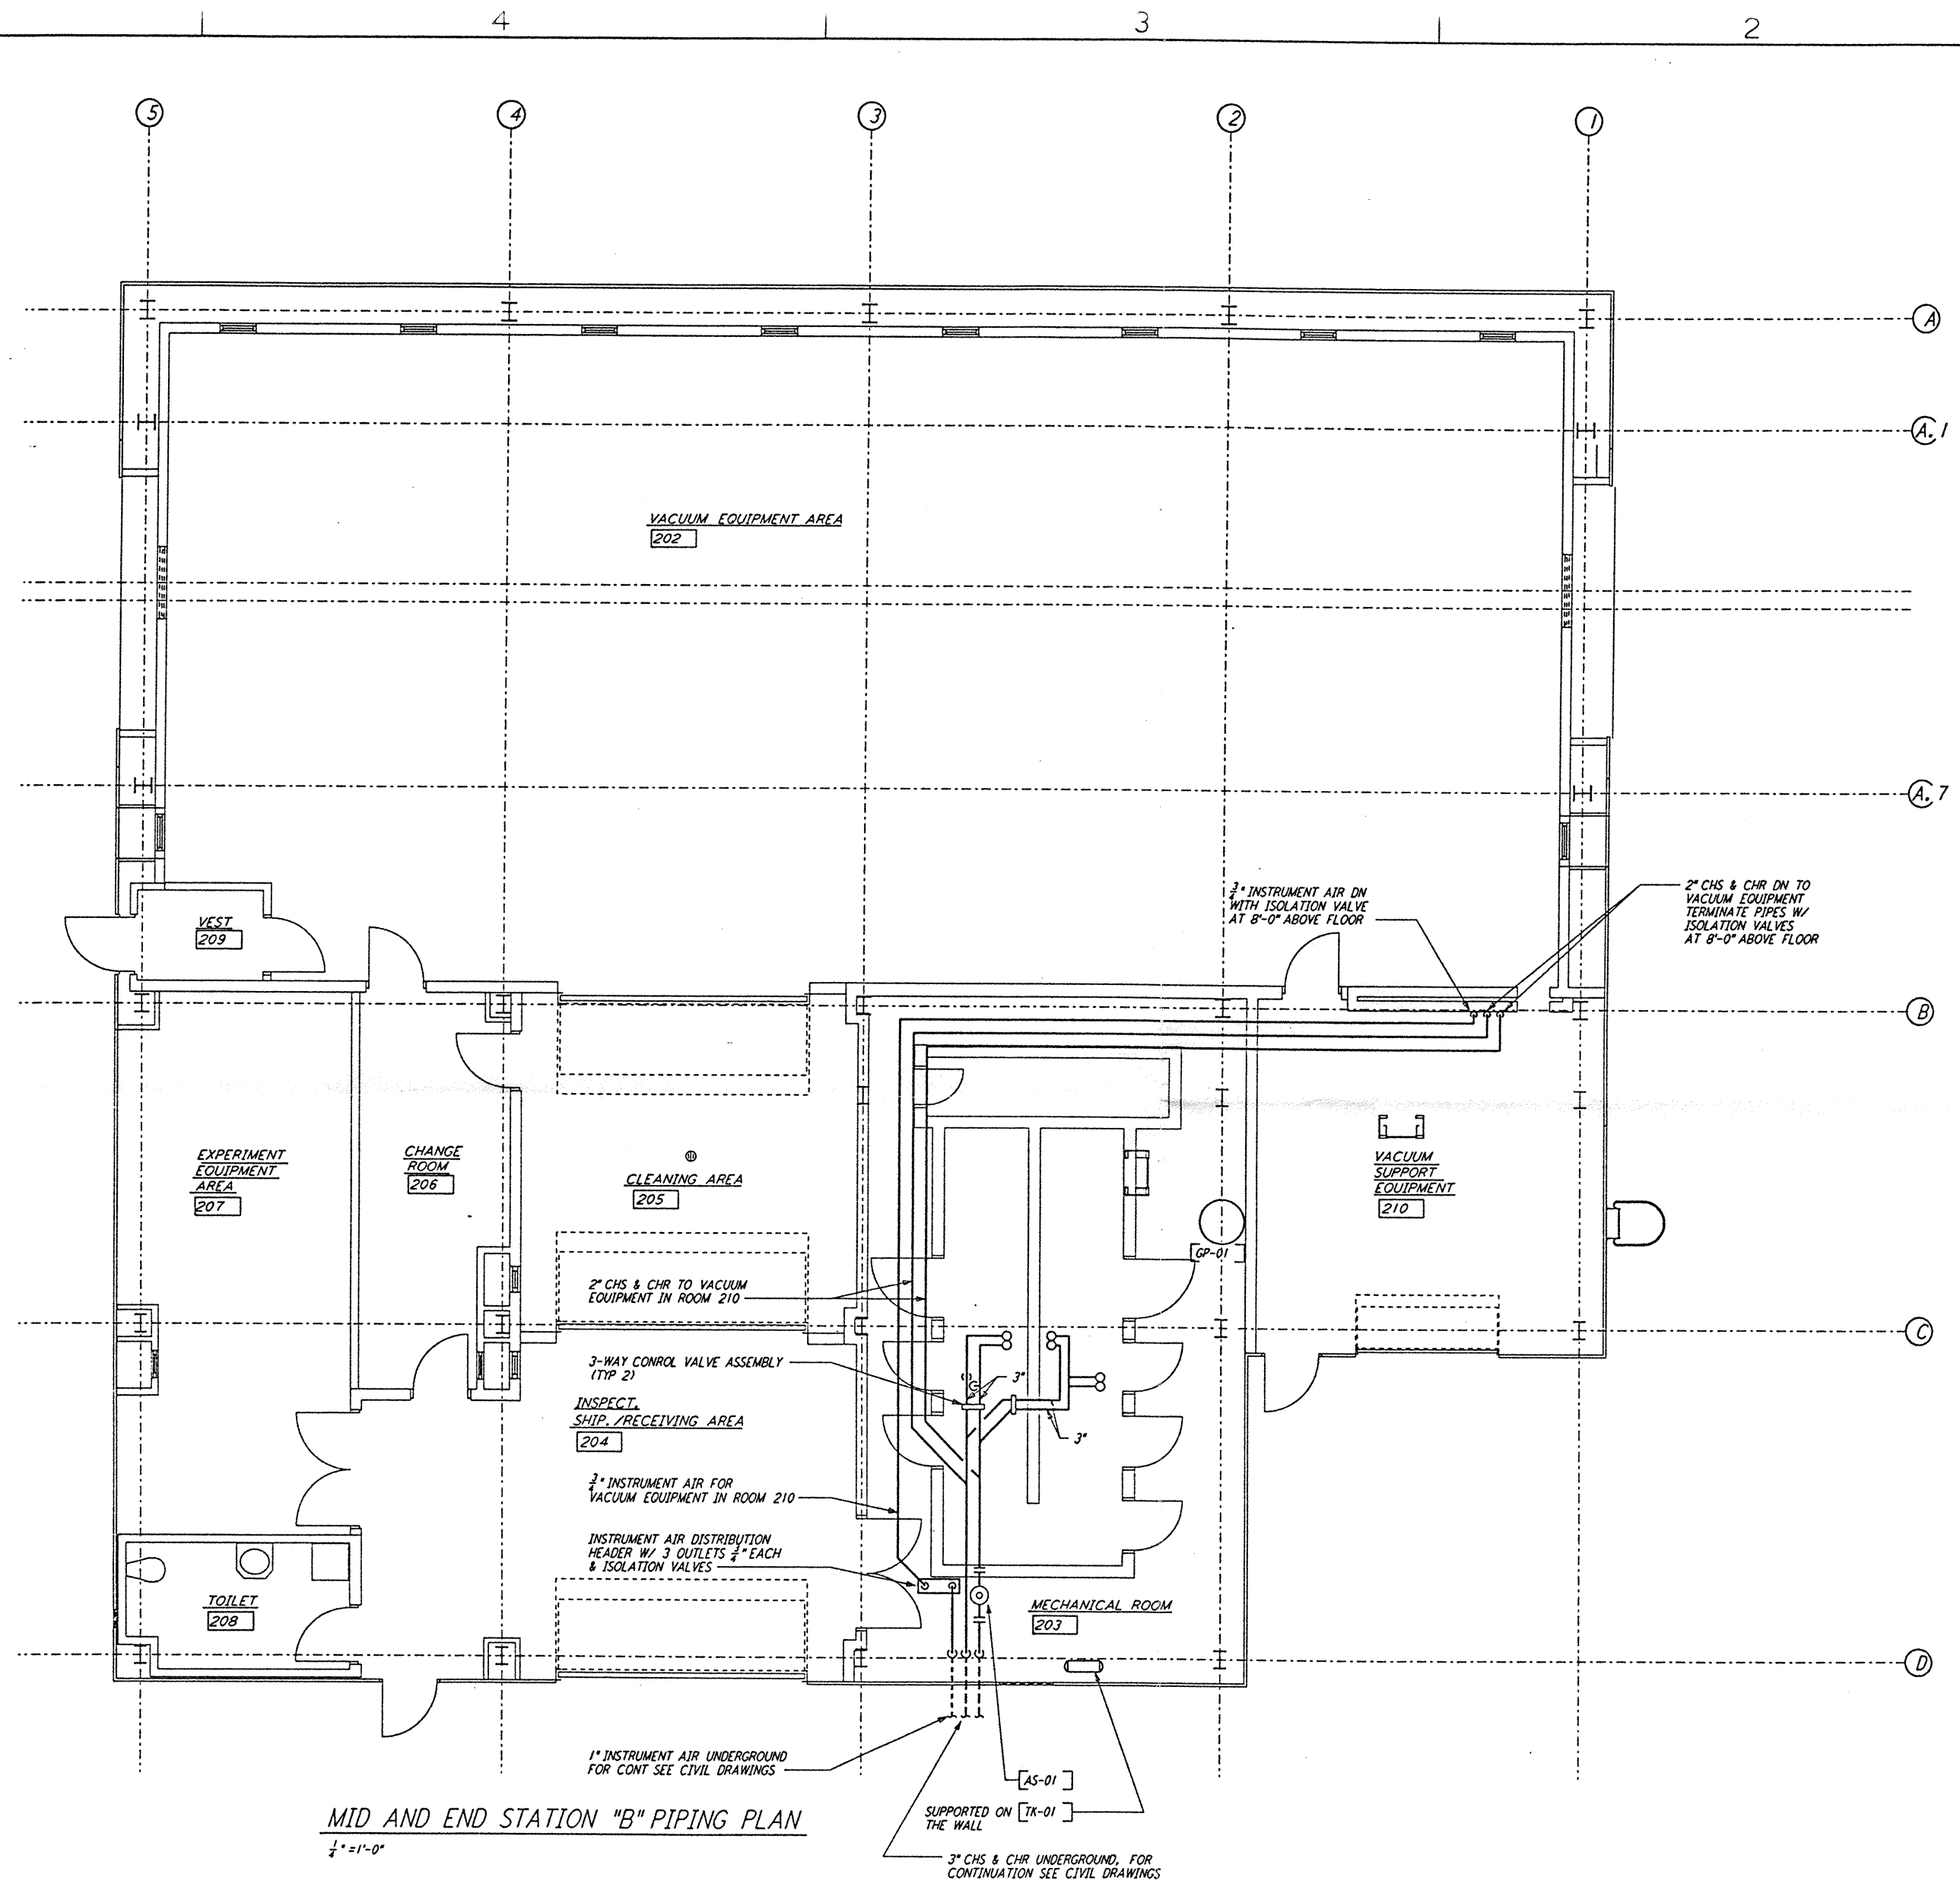 4
3
2
5
4
3
2
1
A
A.1
VACUUM EQUIPMENT AREA
202
A.7
3/4" INSTRUMENT AIR DN
WITH ISOLATION VALVE
AT 8'-0" ABOVE FLOOR
2" CHS & CHR DN TO
VACUUM EQUIPMENT
TERMINATE PIPES W/
ISOLATION VALVES
AT 8'-0" ABOVE FLOOR
VEST
209
B
EXPERIMENT
EQUIPMENT
AREA
207
CHANGE
ROOM
206
CLEANING AREA
205
VACUUM
SUPPORT
EQUIPMENT
210
GP-01
2" CHS & CHR TO VACUUM
EQUIPMENT IN ROOM 210
C
3-WAY CONROL VALVE ASSEMBLY
(TYP 2)
3"
3"
INSPECT.
SHIP./RECEIVING AREA
204
3/4" INSTRUMENT AIR FOR
VACUUM EQUIPMENT IN ROOM 210
INSTRUMENT AIR DISTRIBUTION
HEADER W/ 3 OUTLETS 3/4" EACH
& ISOLATION VALVES
TOILET
208
MECHANICAL ROOM
203
D
1" INSTRUMENT AIR UNDERGROUND
FOR CONT SEE CIVIL DRAWINGS
AS-01
SUPPORTED ON TK-01
THE WALL
3" CHS & CHR UNDERGROUND, FOR
CONTINUATION SEE CIVIL DRAWINGS
MID AND END STATION "B" PIPING PLAN
1/4" =1'-0"